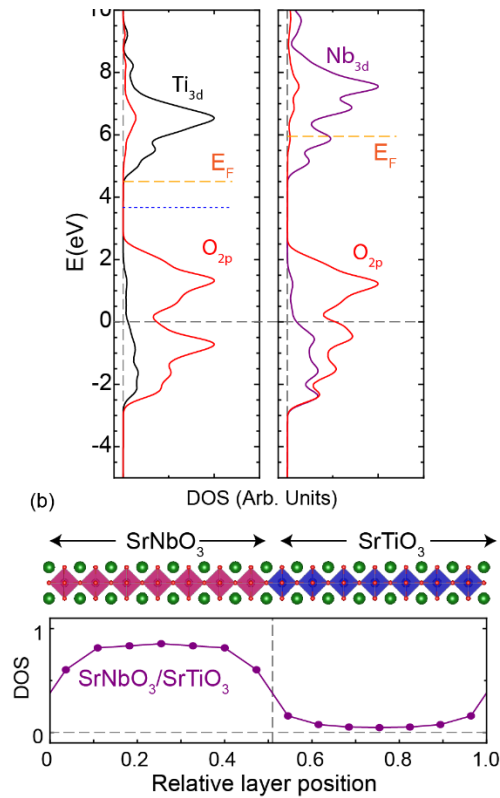 10
8
6
4
2
0
-2
-4
E(eV)
Ti3d
EF
O2p
Nb3d
EF
O2p
DOS (Arb. Units)
(b)
SrNbO3
SrTiO3
1
0
DOS
SrNbO3/SrTiO3
0 0.2 0.4 0.6 0.8 1.0
Relative layer position